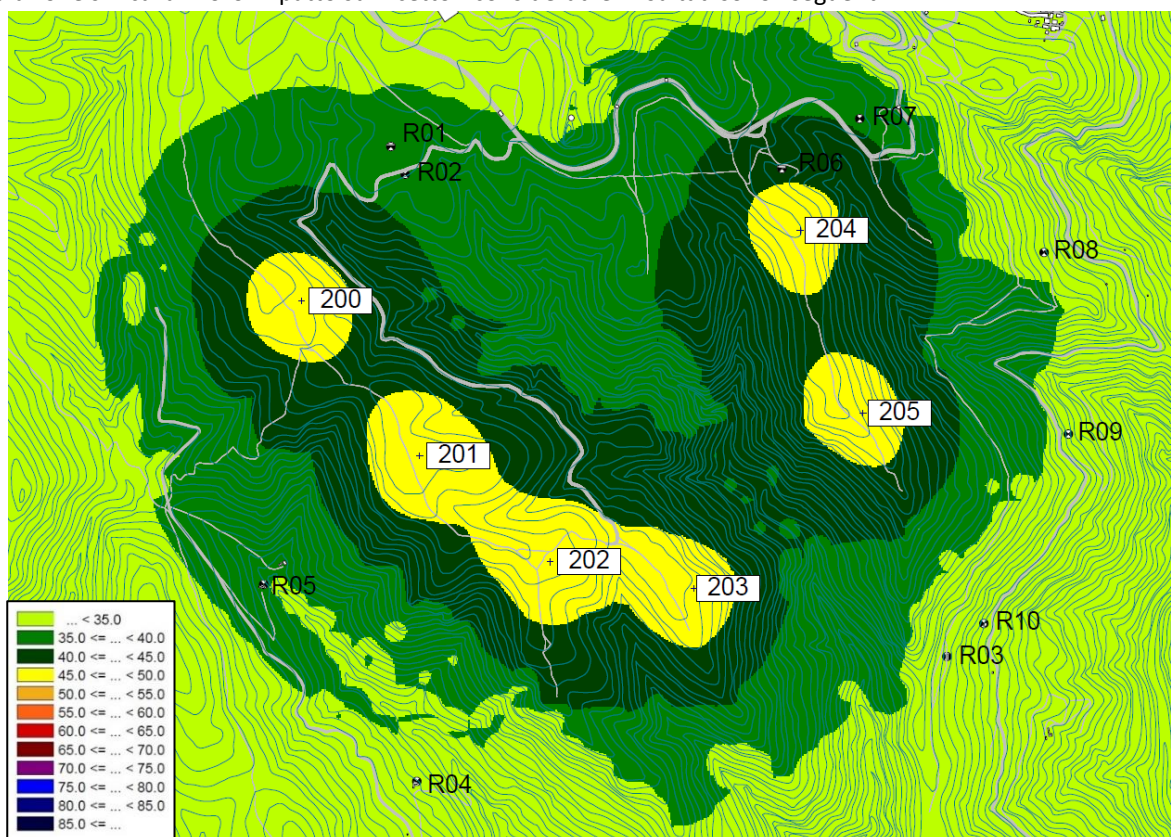 R01
R02
R07
R06
204
R08
200
205
R09
201
202
203
R05
R10
R03
R04
... < 35.0
35.0 <= ... < 40.0
40.0 <= ... < 45.0
45.0 <= ... < 50.0
50.0 <= ... < 55.0
55.0 <= ... < 60.0
60.0 <= ... < 65.0
65.0 <= ... < 70.0
70.0 <= ... < 75.0
75.0 <= ... < 80.0
80.0 <= ... < 85.0
85.0 <= ...